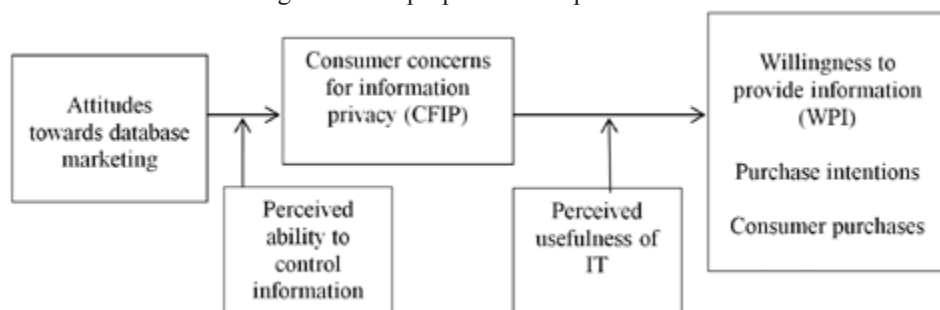 Attitudes
towards database
marketing
Consumer concerns
for information
privacy (CFIP)
Perceived
ability to
control
information
Perceived
usefulness of
IT
Willingness to
provide information
(WPI)
Purchase intentions
Consumer purchases